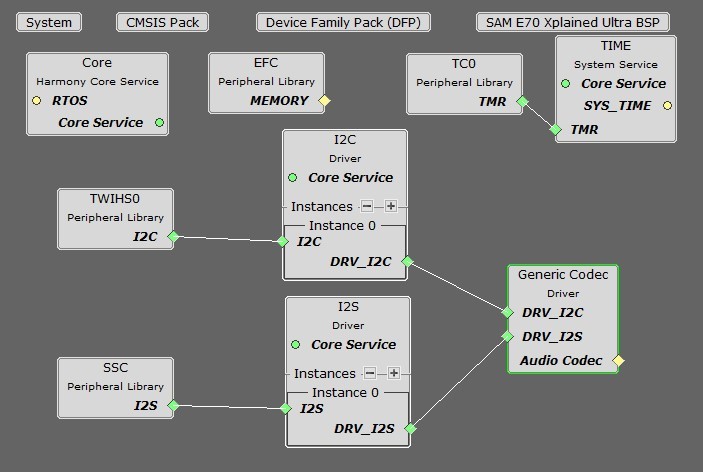 System
CMSIS Pack
Device Family Pack (DFP)
SAM E70 Xplained Ultra BSP
Core
Harmony Core Service
RTOS
Core Service
EFC
Peripheral Library
MEMORY
TC0
Peripheral Library
TMR
TIME
System Service
Core Service
SYS_TIME
TMR
I2C
Driver
Core Service
Instances
Instance 0
I2C
DRV_I2C
TWIHS0
Peripheral Library
I2C
Generic Codec
Driver
DRV_I2C
DRV_I2S
Audio Codec
I2S
Driver
Core Service
Instances
Instance 0
I2S
DRV_I2S
SSC
Peripheral Library
I2S